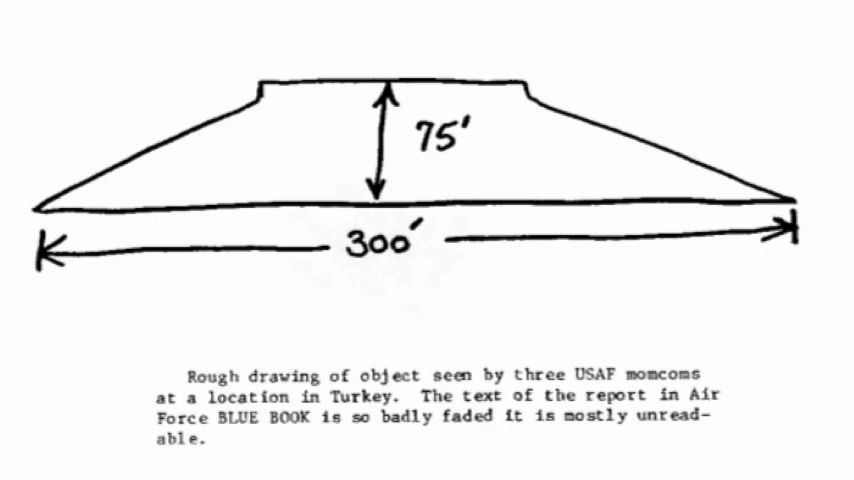 75'
300'
Rough drawing of object seen by three USAF momcoms
at a location in Turkey. The text of the report in Air
Force BLUE BOOK is so badly faded it is mostly unread-
able.